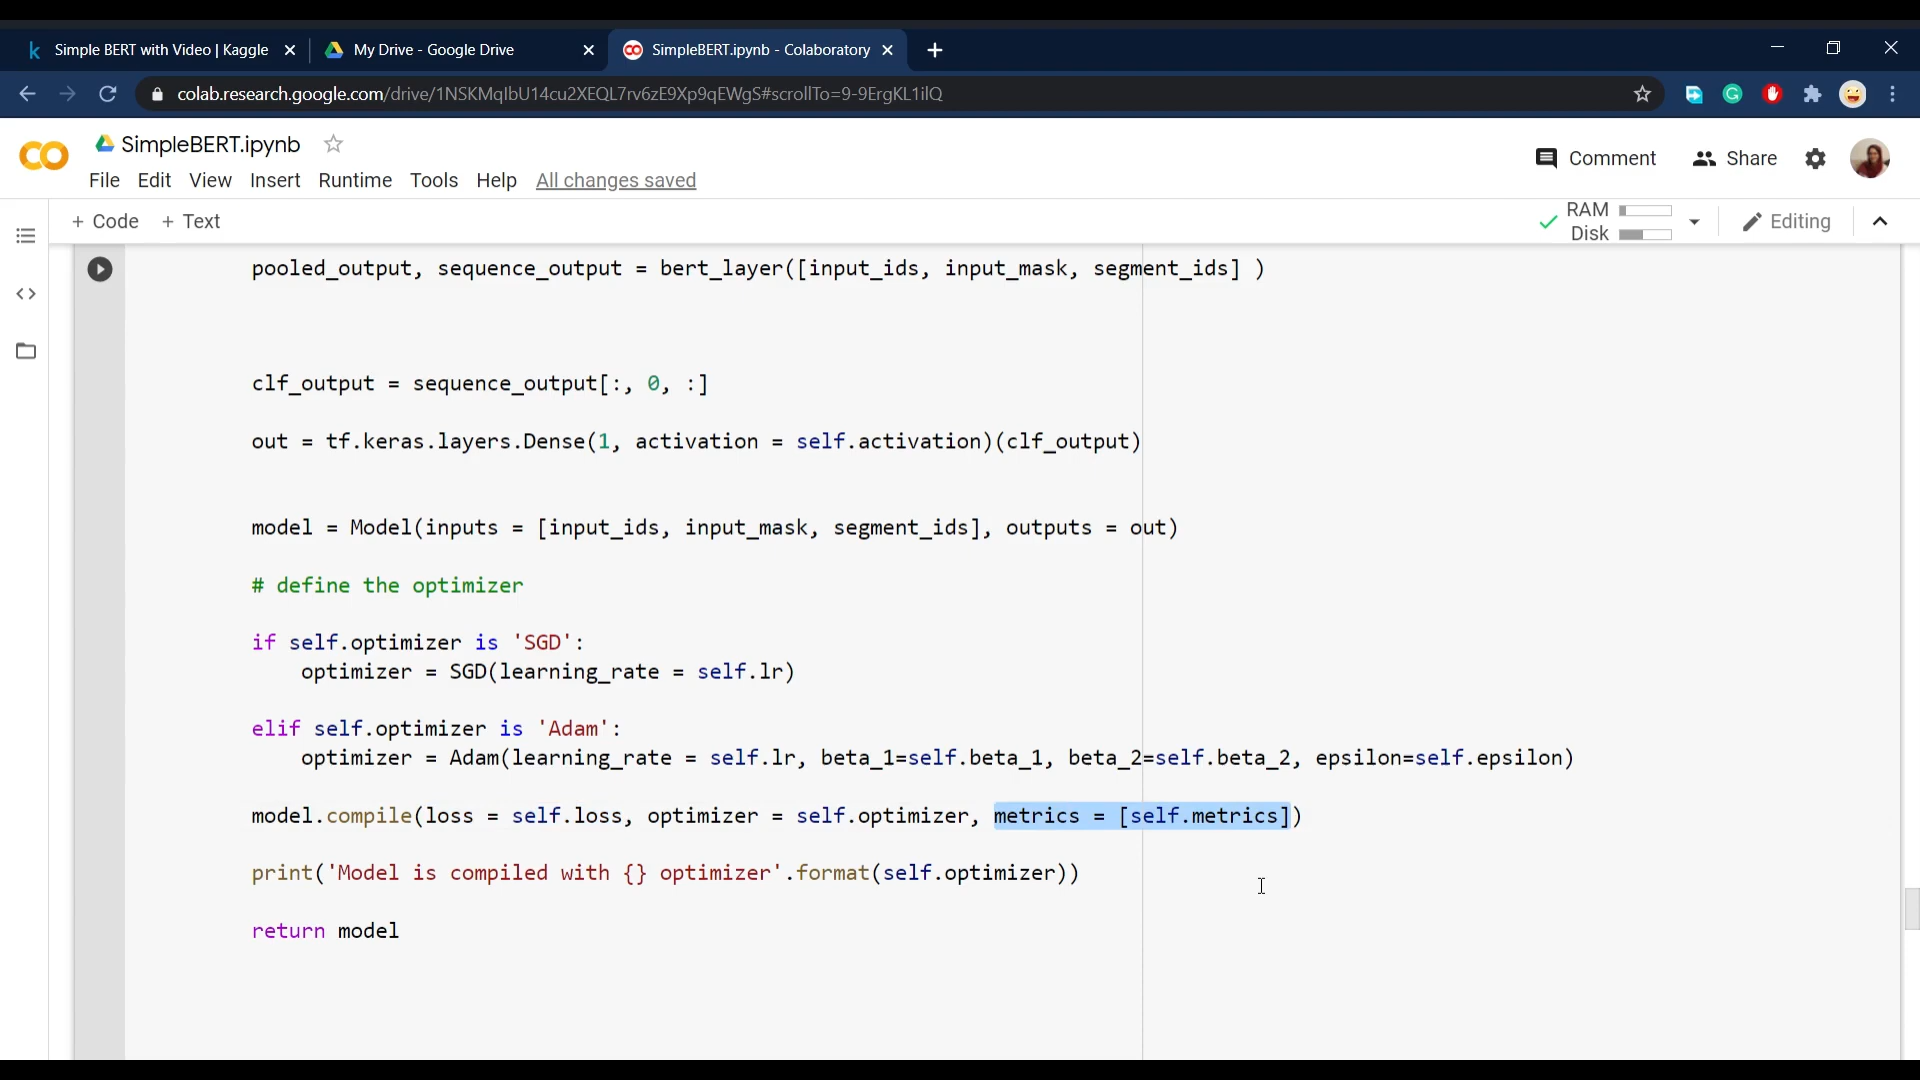 Simple BERT with Video | Kaggle
My Drive - Google Drive
SimpleBERT.ipynb - Colaboratory
colab.research.google.com/drive/1NSKMqlbU14cu2XEQL7rv6zE9Xp9qEWgS#scrollTo=9-9ErgKL1ilQ
SimpleBERT.ipynb
Comment
Share
File Edit View Insert Runtime Tools Help All changes saved
+ Code + Text
RAM
Disk
Editing
pooled_output, sequence_output = bert_layer([input_ids, input_mask, segment_ids] )
clf_output = sequence_output[:, 0, :]
out = tf.keras.layers.Dense(1, activation = self.activation)(clf_output)
model = Model(inputs = [input_ids, input_mask, segment_ids], outputs = out)
# define the optimizer
if self.optimizer is 'SGD':
optimizer = SGD(learning_rate = self.lr)
elif self.optimizer is 'Adam':
optimizer = Adam(learning_rate = self.lr, beta_1=self.beta_1, beta_2=self.beta_2, epsilon=self.epsilon)
model.compile(loss = self.loss, optimizer = self.optimizer, metrics = [self.metrics])
print('Model is compiled with {} optimizer'.format(self.optimizer))
return model